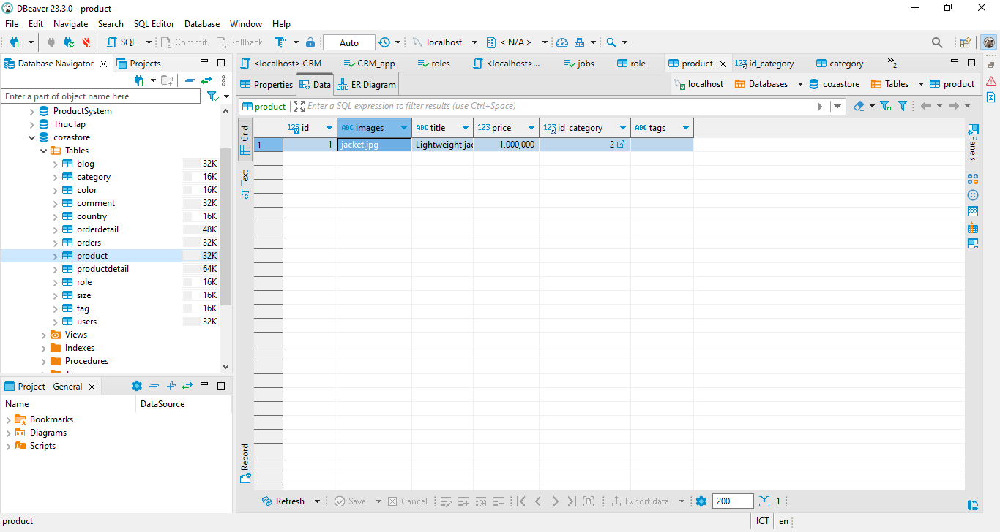 DBeaver 23.3.0 - product
File Edit Navigate Search SQL Editor Database Window Help
SQL Commit Rollback Auto localhost < N/A >
Database Navigator Projects
<localhost> CRM CRM_app roles <localhost>... jobs role product id_category category »2
Properties Data ER Diagram localhost Databases cozastore Tables product
Enter a part of object name here
product Enter a SQL expression to filter results (use Ctrl+Space)
ProductSystem
ThucTap
cozastore
Tables
blog 32K
category 16K
color 16K
comment 32K
country 16K
orderdetail 48K
orders 32K
product 32K
productdetail 64K
role 16K
size 16K
tag 16K
users 32K
Views
Indexes
Procedures
Grid
Text
Record
123 id ABC images ABC title 123 price 123 id_category ABC tags
1 1 jacket.jpg Lightweight jac 1,000,000 2
Panels
Project - General
Name DataSource
Bookmarks
Diagrams
Scripts
Refresh Save Cancel Export data 200 1
product ICT en